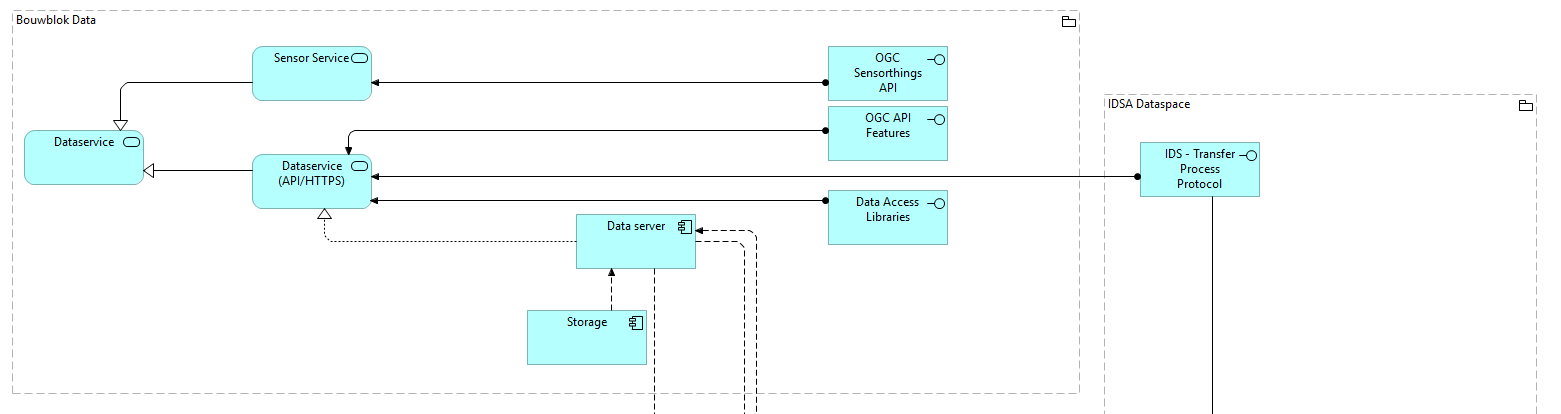 Bouwblok Data
Sensor Service
OGC
Sensorthings
API
OGC API
Features
IDSA Dataspace
Dataservice
Dataservice
(API/HTTPS)
IDS - Transfer
Process
Protocol
Data Access
Libraries
Data server
Storage